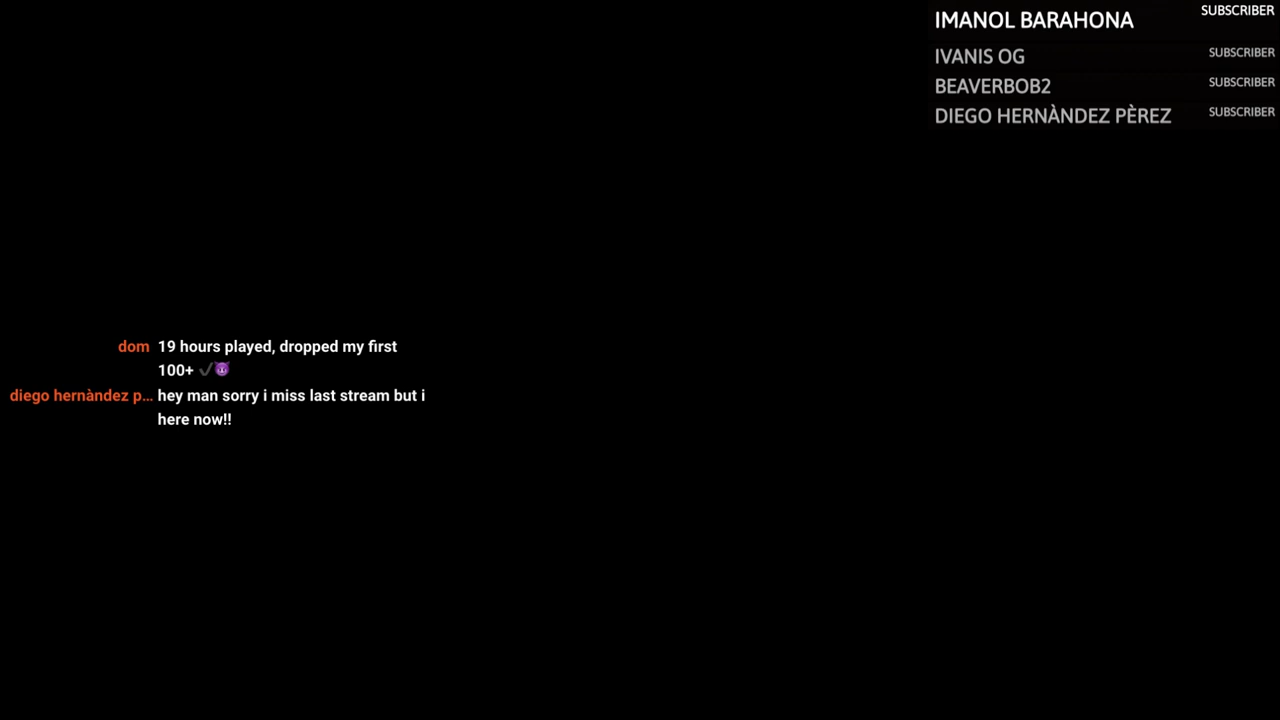 IMANOL BARAHONA SUBSCRIBER
IVANIS OG SUBSCRIBER
BEAVERBOB2 SUBSCRIBER
DIEGO HERNÀNDEZ PÈREZ SUBSCRIBER
dom 19 hours played, dropped my first
100+ ✔😈
diego hernàndez p... hey man sorry i miss last stream but i
here now!!